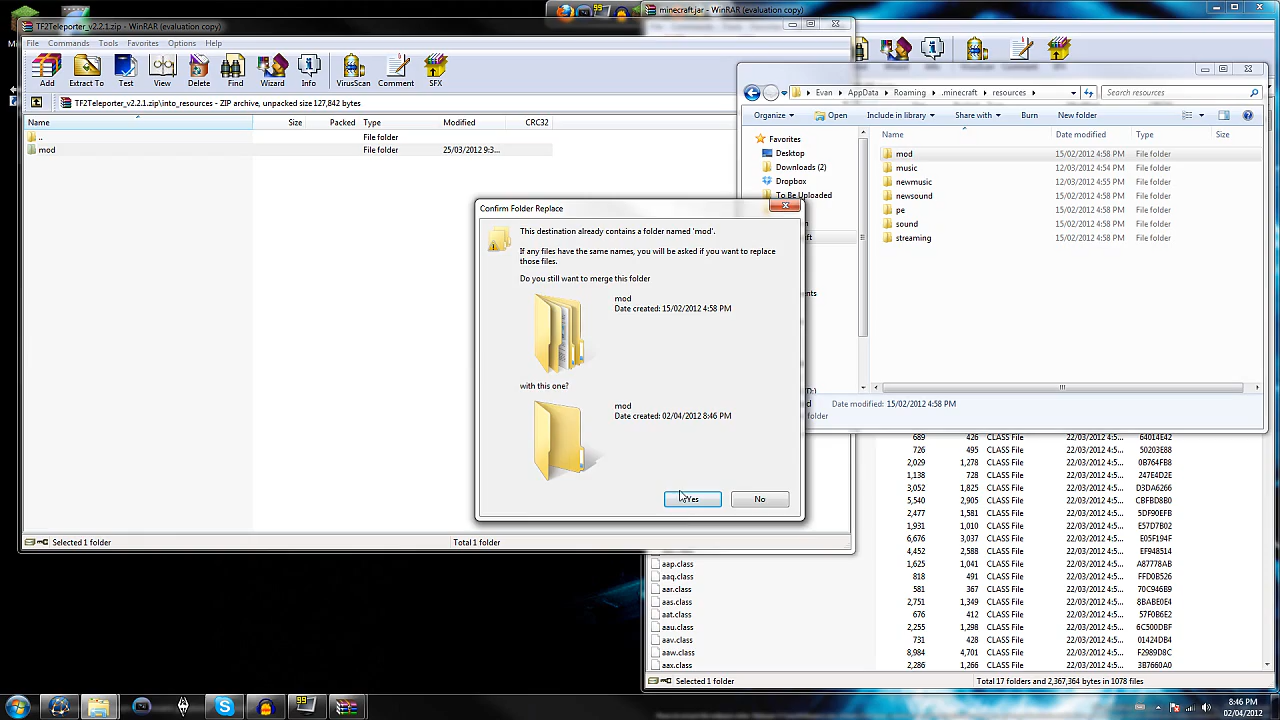 TF2Teleporter_v2.2.1.zip - WinRAR (evaluation copy)
File Commands Tools Favorites Options Help
Add Extract To Test View Delete Find Wizard Info VirusScan Comment SFX
TF2Teleporter_v2.2.1.zip\into_resources - ZIP archive, unpacked size 127,842 bytes
Name Size Packed Type Modified CRC32
.. File folder
mod File folder 25/03/2012 9:3...
Selected 1 folder Total 1 folder
Confirm Folder Replace
This destination already contains a folder named 'mod'.
If any files have the same names, you will be asked if you want to replace
those files.
Do you still want to merge this folder
mod
Date created: 15/02/2012 4:58 PM
with this one?
mod
Date created: 02/04/2012 8:46 PM
Yes No
minecraft.jar - WinRAR (evaluation copy)
Evan AppData Roaming .minecraft resources Search resources
Organize Open Include in library Share with Burn New folder
Favorites
Desktop
Downloads (2)
Dropbox
To Be Uploaded
Name Date modified Type Size
mod 15/02/2012 4:58 PM File folder
music 12/03/2012 4:54 PM File folder
newmusic 12/03/2012 4:55 PM File folder
newsound 15/02/2012 4:58 PM File folder
pe 15/02/2012 4:58 PM File folder
sound 15/02/2012 4:58 PM File folder
streaming 15/02/2012 4:58 PM File folder
Date modified: 15/02/2012 4:58 PM
689 426 CLASS File 22/03/2012 4:5... 64014E42
726 495 CLASS File 22/03/2012 4:5... 50203E88
2,029 1,278 CLASS File 22/03/2012 4:5... 0B764FB8
1,138 728 CLASS File 22/03/2012 4:5... 247E4D2E
3,052 1,825 CLASS File 22/03/2012 4:5... D3DA6266
5,540 2,905 CLASS File 22/03/2012 4:5... CBFBD8B0
2,477 1,581 CLASS File 22/03/2012 4:5... 5DF90EFB
1,931 1,010 CLASS File 22/03/2012 4:5... E57D7B02
6,676 3,037 CLASS File 22/03/2012 4:5... E05F194F
6,232 3,588 CLASS File 22/03/2012 4:5... EF948514
aap.class 1,625 1,041 CLASS File 22/03/2012 4:5... A87778AB
aaq.class 818 491 CLASS File 22/03/2012 4:5... FFD0B526
aar.class 581 367 CLASS File 22/03/2012 4:5... 70C946B9
aas.class 2,751 1,349 CLASS File 22/03/2012 4:5... 8BABE0E4
aat.class 2,212 1,061 CLASS File 22/03/2012 4:5... 57F0B6E2
aau.class 2,255 1,298 CLASS File 22/03/2012 4:5... 6C500DBF
aav.class 731 428 CLASS File 22/03/2012 4:5... 01424DB4
aaw.class 8,984 4,701 CLASS File 22/03/2012 4:5... F2989D8C
aax.class 2,286 1,266 CLASS File 22/03/2012 4:5... 3B7660A0
Selected 1 folder Total 17 folders and 2,367,364 bytes in 1078 files
8:46 PM
02/04/2012